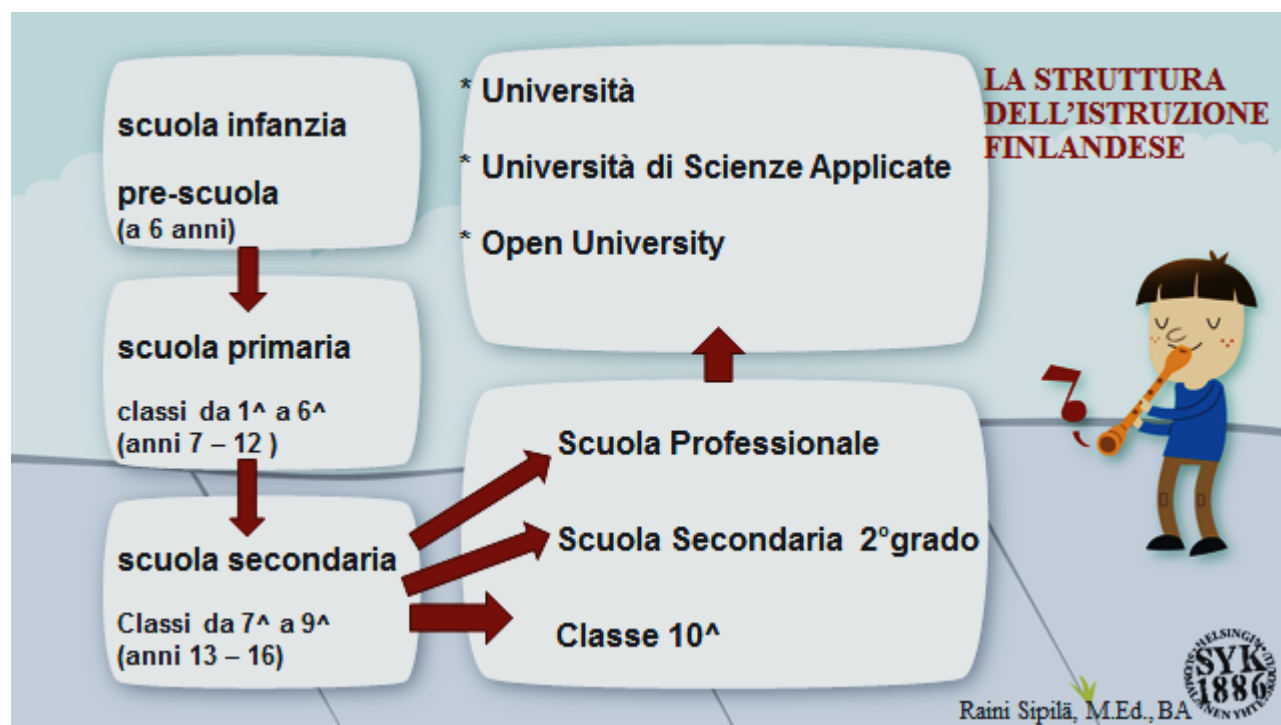 LA STRUTTURA
DELL'ISTRUZIONE
FINLANDESE
scuola infanzia
pre-scuola
(a 6 anni)
scuola primaria
classi da 1^ a 6^
(anni 7 – 12 )
scuola secondaria
Classi da 7^ a 9^
(anni 13 – 16)
Scuola Professionale
Scuola Secondaria 2°grado
Classe 10^
* Università
* Università di Scienze Applicate
* Open University
Raini Sipilä, M.Ed., BA
HELSINGIN
SYK
1886